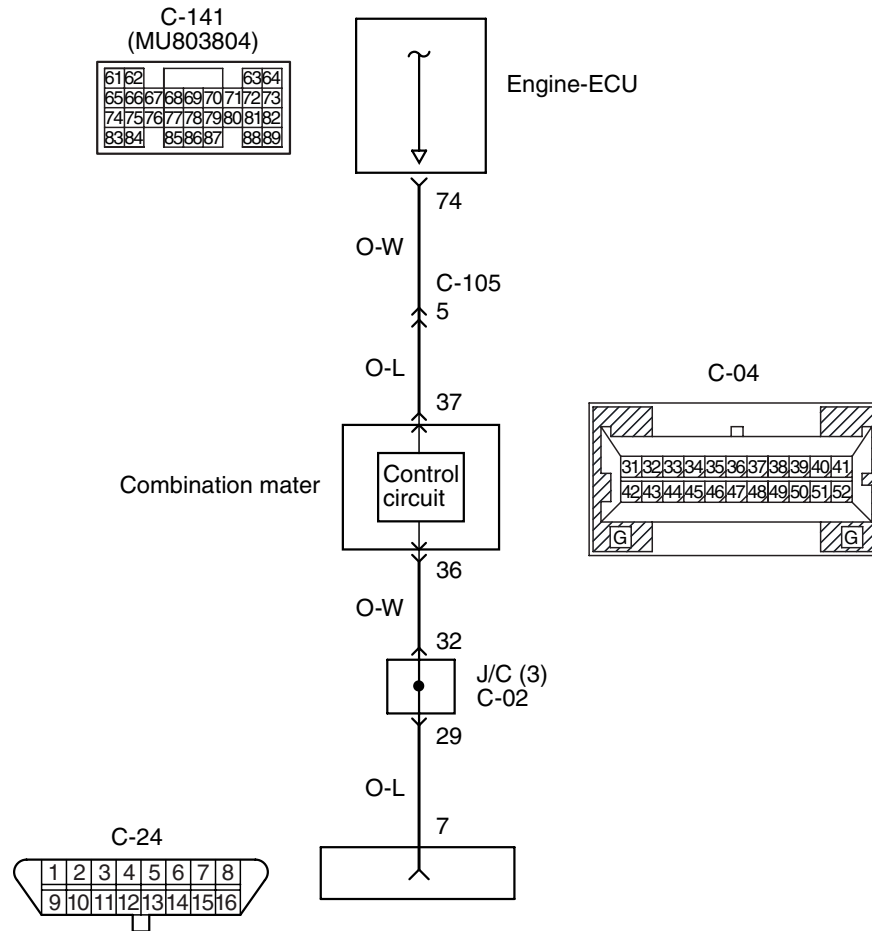 C-141
(MU803804)
61 62 63 64
65 66 67 68 69 70 71 72 73
74 75 76 77 78 79 80 81 82
83 84 85 86 87 88 89
Engine-ECU
74
O-W
C-105
5
O-L
37
C-04
31 32 33 34 35 36 37 38 39 40 41
42 43 44 45 46 47 48 49 50 51 52
G G
Combination mater
Control
circuit
36
O-W
32
J/C (3)
C-02
29
O-L
7
C-24
1 2 3 4 5 6 7 8
9 10 11 12 13 14 15 16